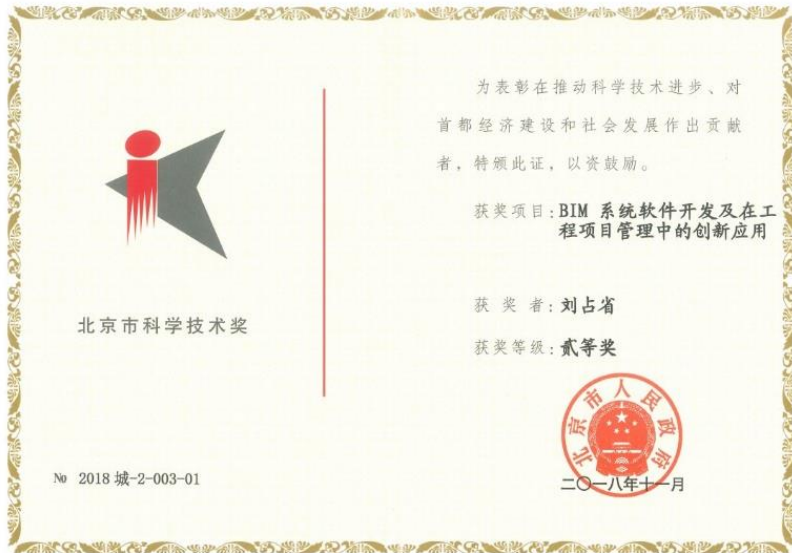 北京市科学技术奖
№ 2018 城-2-003-01
为表彰在推动科学技术进步、对
首都经济建设和社会发展作出贡献
者，特颁此证，以资鼓励。
获奖项目：BIM 系统软件开发及在工
程项目管理中的创新应用
获 奖 者：刘占省
获奖等级：贰等奖
北京市人民政府
二〇一八年十一月